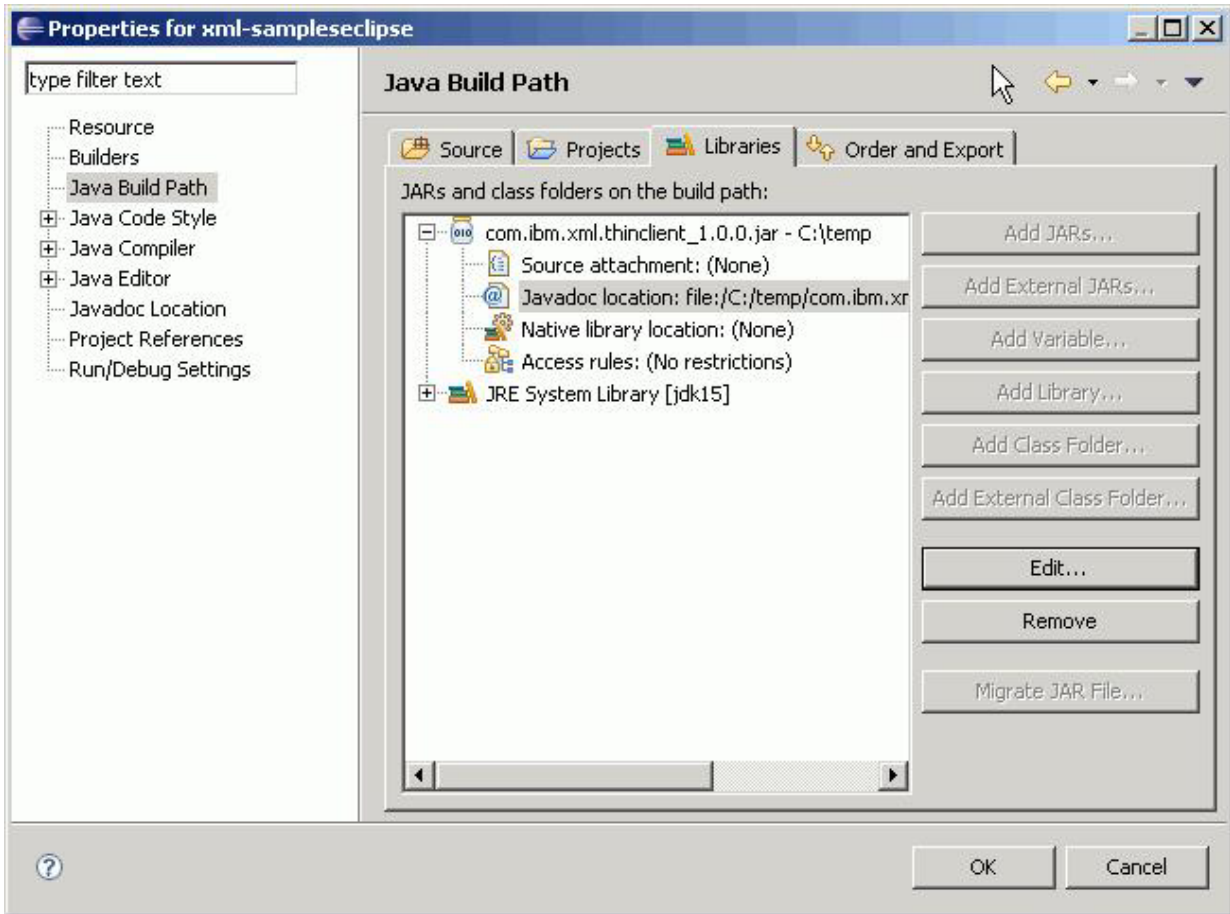 Properties for xml-sampleseclipse
type filter text
Resource
Builders
Java Build Path
Java Code Style
Java Compiler
Java Editor
Javadoc Location
Project References
Run/Debug Settings
Java Build Path
Source
Projects
Libraries
Order and Export
JARs and class folders on the build path:
com.ibm.xml.thinclient_1.0.0.jar - C:\temp
Source attachment: (None)
Javadoc location: file:/C:/temp/com.ibm.xr
Native library location: (None)
Access rules: (No restrictions)
JRE System Library [jdk15]
Add JARs...
Add External JARs...
Add Variable...
Add Library...
Add Class Folder...
Add External Class Folder...
Edit...
Remove
Migrate JAR File...
OK
Cancel